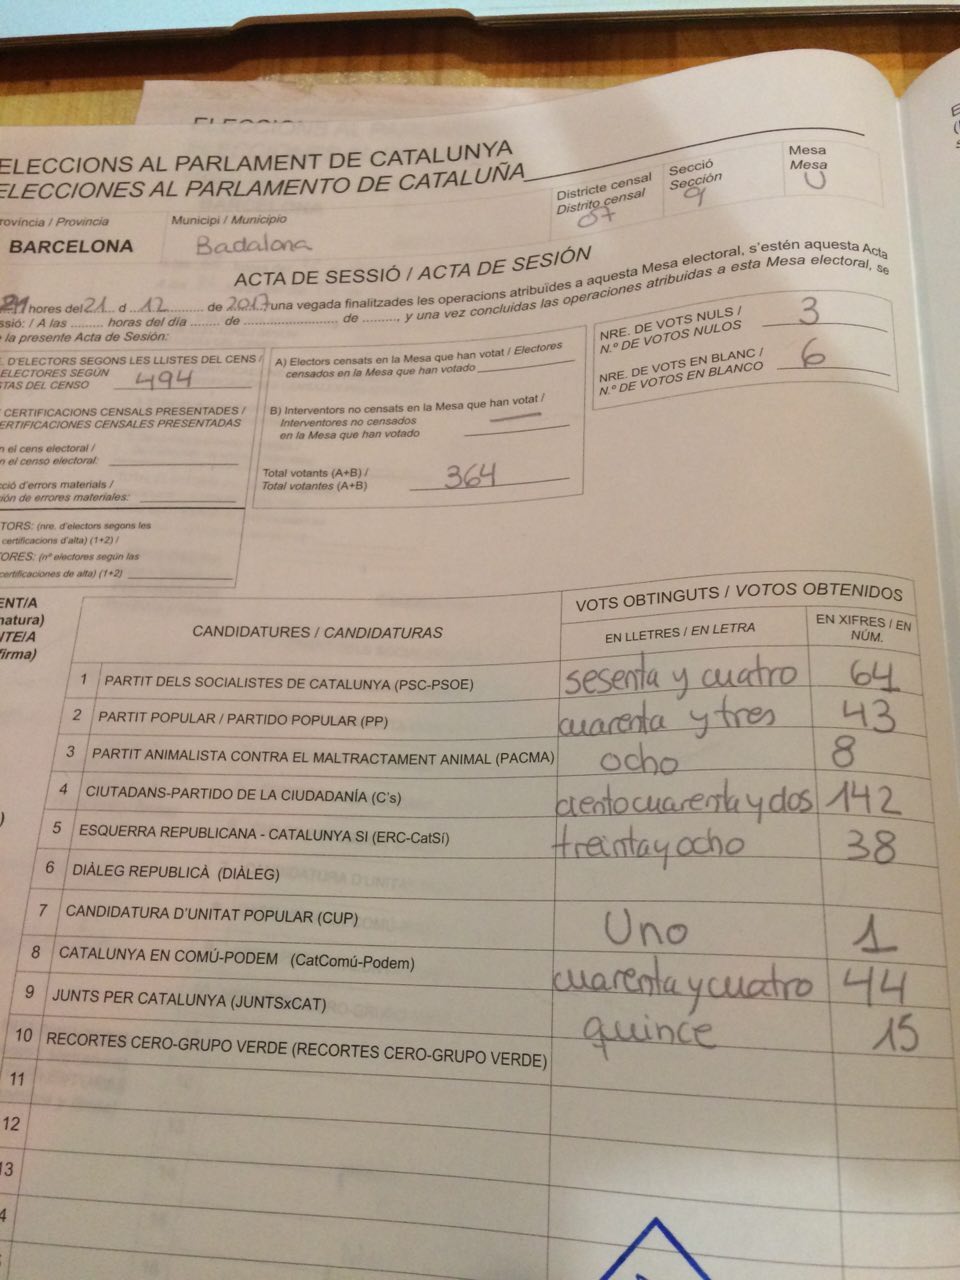 ELECCIONS AL PARLAMENT DE CATALUNYA
ELECCIONES AL PARLAMENTO DE CATALUÑA
Districte censal
Distrito censal
07
Secció
Sección
9
Mesa
Mesa
U
rovíncia / Provincia
BARCELONA
Municipi / Municipio
Badalona
ACTA DE SESSIÓ / ACTA DE SESIÓN
21 hores del 21 d 12 de 2017 una vegada finalitzades les operacions atribuïdes a aquesta Mesa electoral, s'estén aquesta Acta
ssió: / A las ........ horas del día ....... de ...................... de ........., y una vez concluidas las operaciones atribuidas a esta Mesa electoral, se
e la presente Acta de Sesión:
. D'ELECTORS SEGONS LES LLISTES DEL CENS /
ELECTORES SEGÚN
TAS DEL CENSO 494
CERTIFICACIONS CENSALS PRESENTADES /
ERTIFICACIONES CENSALES PRESENTADAS
n el cens electoral /
n el censo electoral:
cció d'errors materials /
ión de errores materiales:
TORS: (nre. d'electors segons les
certificacions d'alta) (1+2) /
ORES: (nº electores según las
certificaciones de alta) (1+2)
A) Electors censats en la Mesa que han votat / Electores
censados en la Mesa que han votado
B) Interventors no censats en la Mesa que han votat /
Interventores no censados
en la Mesa que han votado
Total votants (A+B) /
Total votantes (A+B) 364
NRE. DE VOTS NULS /
N.º DE VOTOS NULOS 3
NRE. DE VOTS EN BLANC /
N.º DE VOTOS EN BLANCO 6
ENT/A
natura)
NTE/A
firma)
CANDIDATURES / CANDIDATURAS
VOTS OBTINGUTS / VOTOS OBTENIDOS
EN LLETRES / EN LETRA
EN XIFRES / EN
NÚM.
1 PARTIT DELS SOCIALISTES DE CATALUNYA (PSC-PSOE) sesenta y cuatro 64
2 PARTIT POPULAR / PARTIDO POPULAR (PP) cuarenta y tres 43
3 PARTIT ANIMALISTA CONTRA EL MALTRACTAMENT ANIMAL (PACMA) ocho 8
4 CIUTADANS-PARTIDO DE LA CIUDADANÍA (C's) ciento cuarenta y dos 142
5 ESQUERRA REPUBLICANA - CATALUNYA SI (ERC-CatSí) treinta y ocho 38
6 DIÀLEG REPUBLICÀ (DIÀLEG)
7 CANDIDATURA D'UNITAT POPULAR (CUP) Uno 1
8 CATALUNYA EN COMÚ-PODEM (CatComú-Podem) cuarenta y cuatro 44
9 JUNTS PER CATALUNYA (JUNTSxCAT) quince 15
10 RECORTES CERO-GRUPO VERDE (RECORTES CERO-GRUPO VERDE)
11
12
13
4